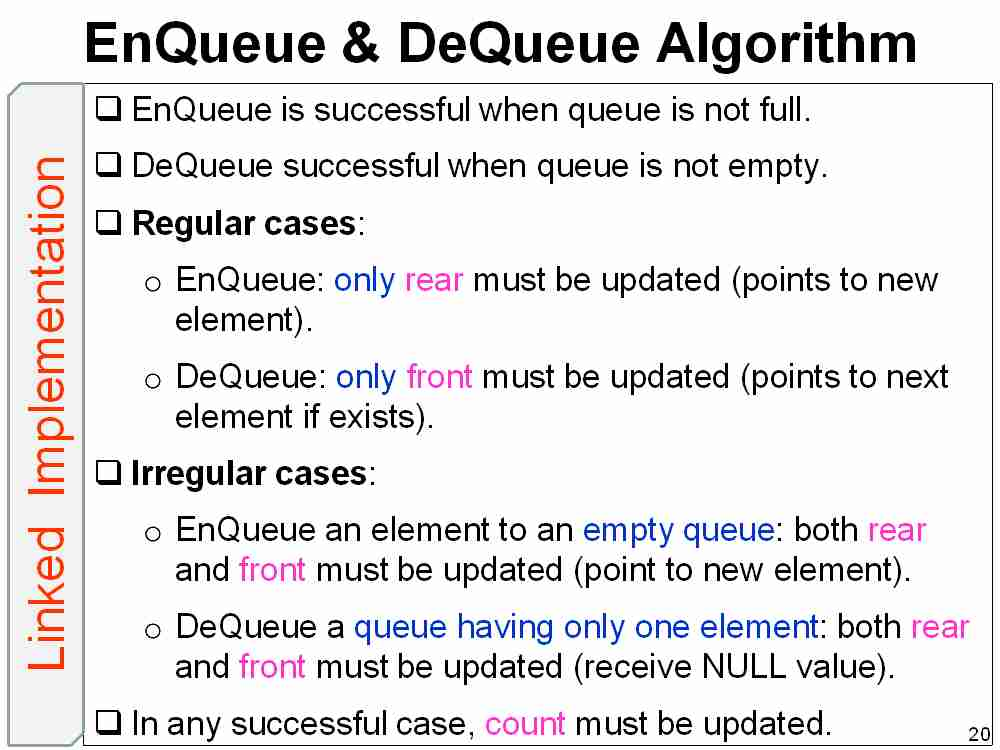 EnQueue & DeQueue Algorithm
Linked Implementation
❑ EnQueue is successful when queue is not full.
❑ DeQueue successful when queue is not empty.
❑ Regular cases:
o EnQueue: only rear must be updated (points to new
element).
o DeQueue: only front must be updated (points to next
element if exists).
❑ Irregular cases:
o EnQueue an element to an empty queue: both rear
and front must be updated (point to new element).
o DeQueue a queue having only one element: both rear
and front must be updated (receive NULL value).
❑ In any successful case, count must be updated.
20